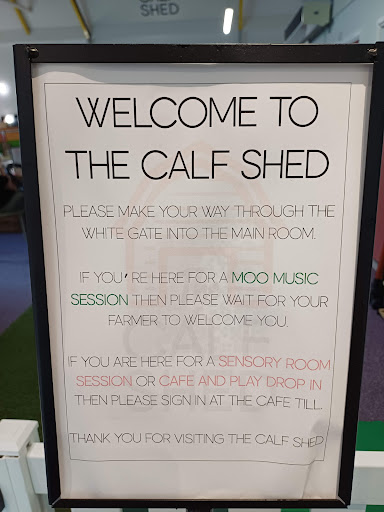 SHED
WELCOME TO
THE CALF SHED
PLEASE MAKE YOUR WAY THROUGH THE
WHITE GATE INTO THE MAIN ROOM.
IF YOU' RE HERE FOR A MOO MUSIC
SESSION THEN PLEASE WAIT FOR YOUR
FARMER TO WELCOME YOU.
IF YOU ARE HERE FOR A SENSORY ROOM
SESSION OR CAFE AND PLAY DROP IN
THEN PLEASE SIGN IN AT THE CAFE TILL..
THANK YOU FOR VISITING THE CALF SHED